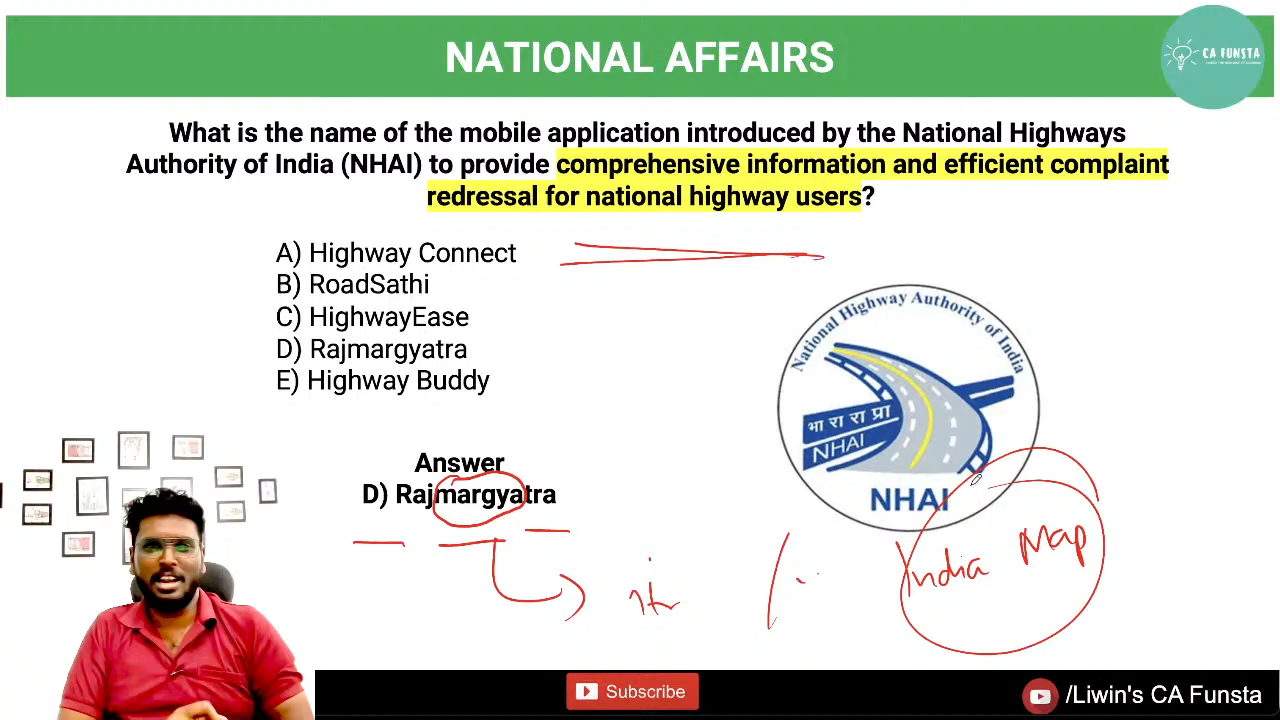 NATIONAL AFFAIRS
CA FUNSTA
What is the name of the mobile application introduced by the National Highways
Authority of India (NHAI) to provide comprehensive information and efficient complaint
redressal for national highway users?
A) Highway Connect
B) RoadSathi
C) HighwayEase
D) Rajmargyatra
E) Highway Buddy
National Highway Authority of India
भा रा रा प्रा
NHAI
NHAI
Answer
D) Rajmargyatra
India Map
Subscribe
/Liwin's CA Funsta